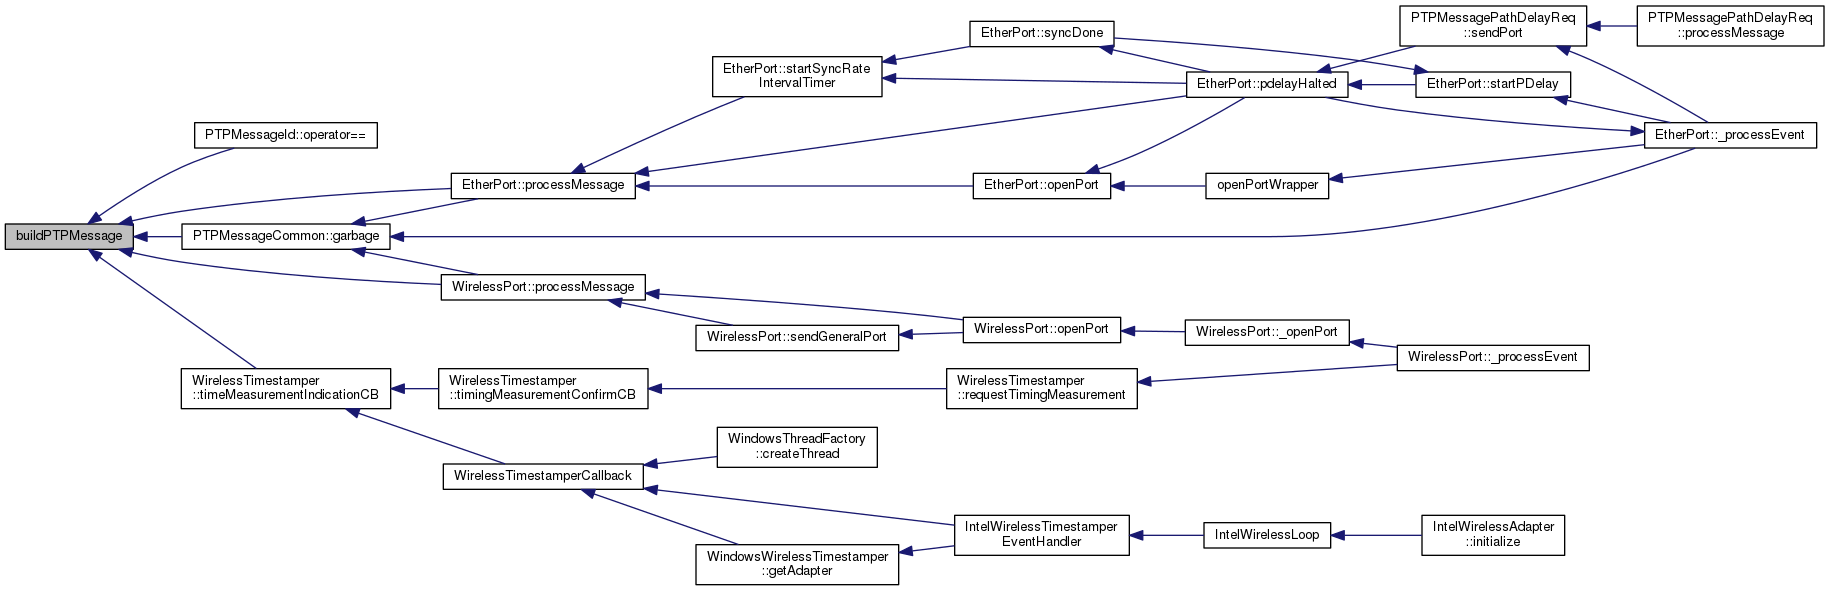 buildPTPMessage
PTPMessageId::operator==
EtherPort::processMessage
PTPMessageCommon::garbage
WirelessPort::processMessage
WirelessTimestamper
::timeMeasurementIndicationCB
EtherPort::startSyncRate
IntervalTimer
EtherPort::syncDone
EtherPort::pdelayHalted
PTPMessagePathDelayReq
::sendPort
PTPMessagePathDelayReq
::processMessage
EtherPort::startPDelay
EtherPort::_processEvent
EtherPort::openPort
openPortWrapper
WirelessPort::sendGeneralPort
WirelessPort::openPort
WirelessPort::_openPort
WirelessPort::_processEvent
WirelessTimestamper
::timingMeasurementConfirmCB
WirelessTimestamper
::requestTimingMeasurement
WirelessTimestamperCallback
WindowsThreadFactory
::createThread
WindowsWirelessTimestamper
::getAdapter
IntelWirelessTimestamper
EventHandler
IntelWirelessLoop
IntelWirelessAdapter
::initialize